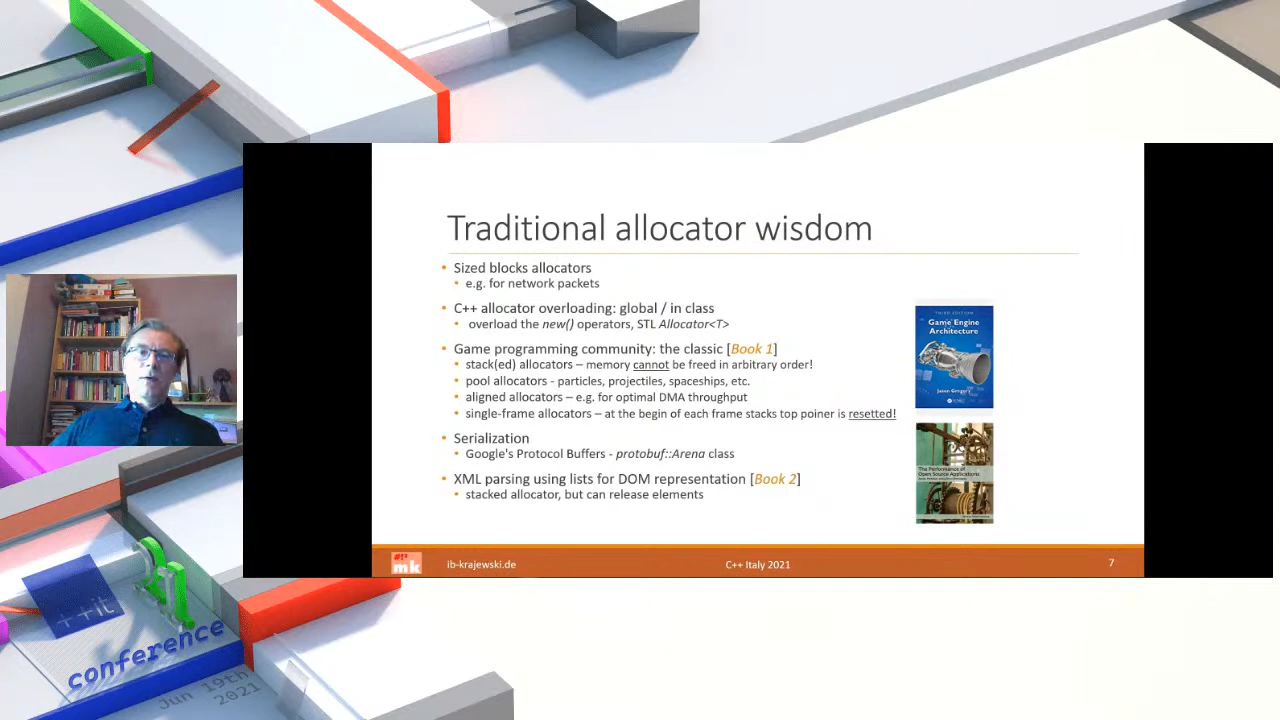 Traditional allocator wisdom
• Sized blocks allocators
• e.g. for network packets
• C++ allocator overloading: global / in class
• overload the new() operators, STL Allocator<T>
• Game programming community: the classic [Book 1]
• stack(ed) allocators – memory cannot be freed in arbitrary order!
• pool allocators - particles, projectiles, spaceships, etc.
• aligned allocators – e.g. for optimal DMA throughput
• single-frame allocators – at the begin of each frame stacks top poiner is resetted!
• Serialization
• Google's Protocol Buffers - protobuf::Arena class
• XML parsing using lists for DOM representation [Book 2]
• stacked allocator, but can release elements
THIRD EDITION
Game Engine
Architecture
Jason Gregory
The Performance of
Open Source Applications
mk
ib-krajewski.de
C++ Italy 2021
7
++it
conference
Jun 19th
2021